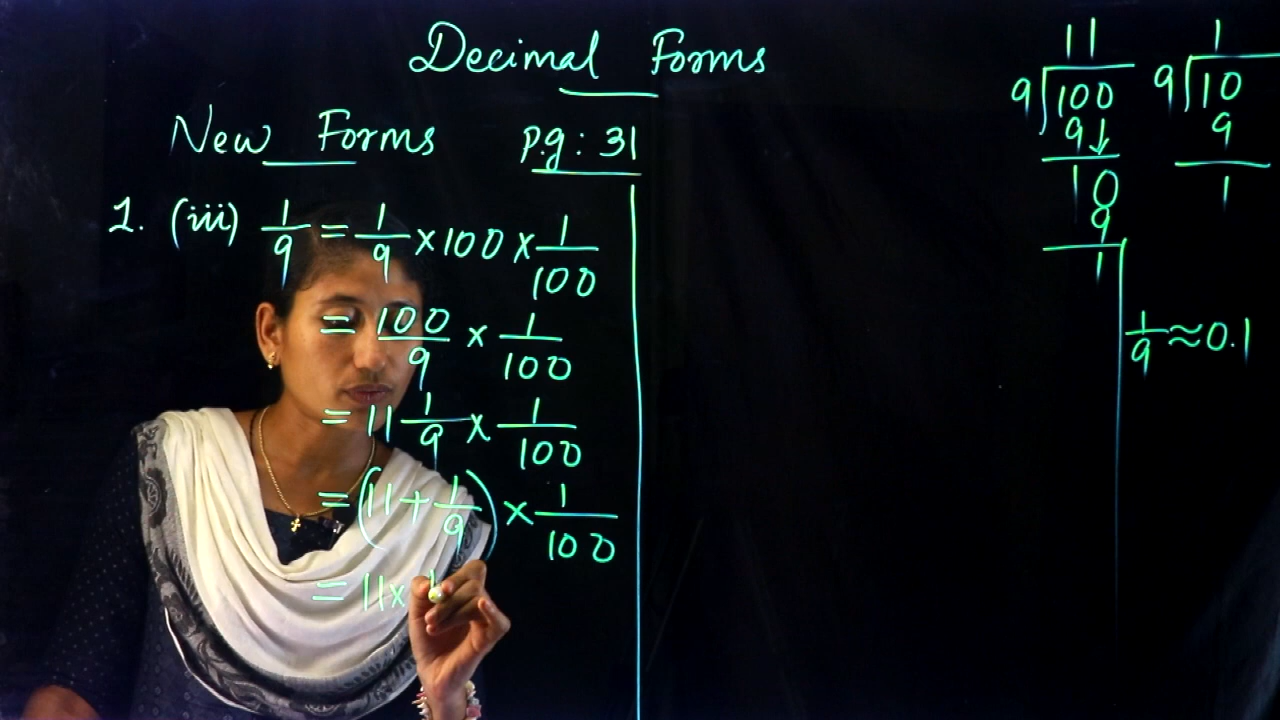 Decimal Forms
New Forms p.g : 31
1. (iii) 1/9 = 1/9 × 100 × 1/100
= 100/9 × 1/100
= 11 1/9 × 1/100
= (11 + 1/9) × 1/100
= 11 ×
11
9 100
9 ↓
10
9
1
1
9 10
9
1
1/9 ≈ 0.1